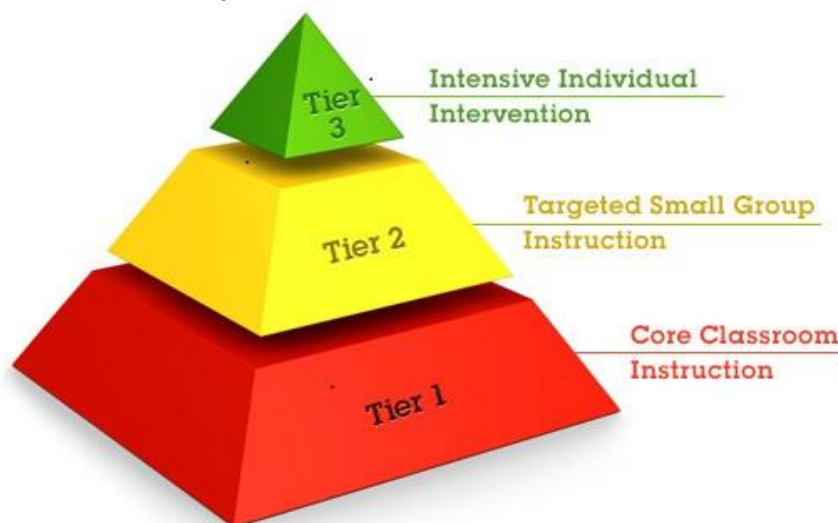 Tier
3
Intensive Individual
Intervention
Tier 2
Targeted Small Group
Instruction
Tier 1
Core Classroom
Instruction